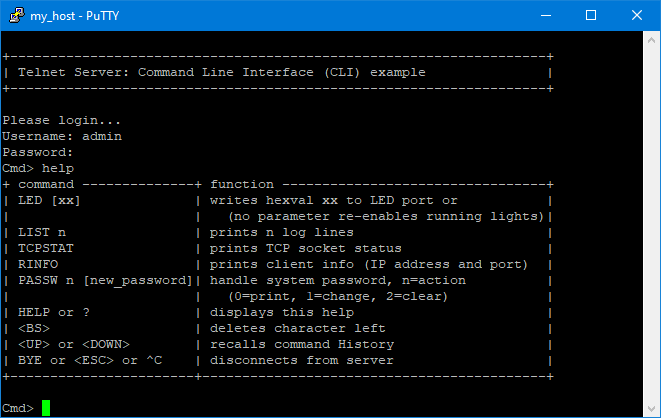 my_host - PuTTY
+--------------------------------------------------------------------+
| Telnet Server: Command Line Interface (CLI) example                |
+--------------------------------------------------------------------+
Please login...
Username: admin
Password:
Cmd> help
+ command --------------+ function ---------------------------------+
| LED [xx]              | writes hexval xx to LED port or           |
|                       |   (no parameter re-enables running lights)|
| LIST n                | prints n log lines                        |
| TCPSTAT               | prints TCP socket status                  |
| RINFO                 | prints client info (IP address and port)  |
| PASSW n [new_password]| handle system password, n=action          |
|                       |   (0=print, 1=change, 2=clear)            |
| HELP or ?             | displays this help                        |
| <BS>                  | deletes character left                    |
| <UP> or <DOWN>        | recalls command History                   |
| BYE or <ESC> or ^C    | disconnects from server                   |
+-----------------------+-------------------------------------------+
Cmd>